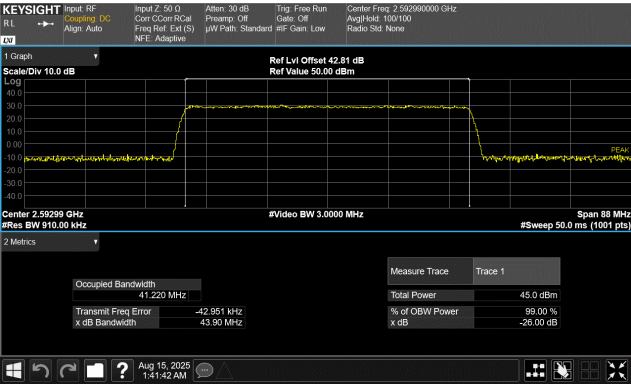 KEYSIGHT Input: RF Input Z: 50 Ω Atten: 30 dB Trig: Free Run Center Freq: 2.592990000 GHz
RL Coupling: DC Corr CCorr RCal Preamp: Off Gate: Off Avg|Hold: 100/100
Align: Auto Freq Ref: Ext (S) µW Path: Standard #IF Gain: Low Radio Std: None
LXI NFE: Adaptive
1 Graph
Ref Lvl Offset 42.81 dB
Scale/Div 10.0 dB Ref Value 50.00 dBm
Log
40.0
30.0
20.0
10.0
0.00
-10.0 PEAK
-20.0
-30.0
-40.0
Center 2.59299 GHz #Video BW 3.0000 MHz Span 88 MHz
#Res BW 910.00 kHz #Sweep 50.0 ms (1001 pts)
2 Metrics
Measure Trace Trace 1
Occupied Bandwidth
41.220 MHz Total Power 45.0 dBm
Transmit Freq Error -42.951 kHz % of OBW Power 99.00 %
x dB Bandwidth 43.90 MHz x dB -26.00 dB
? Aug 15, 2025
1:41:42 AM